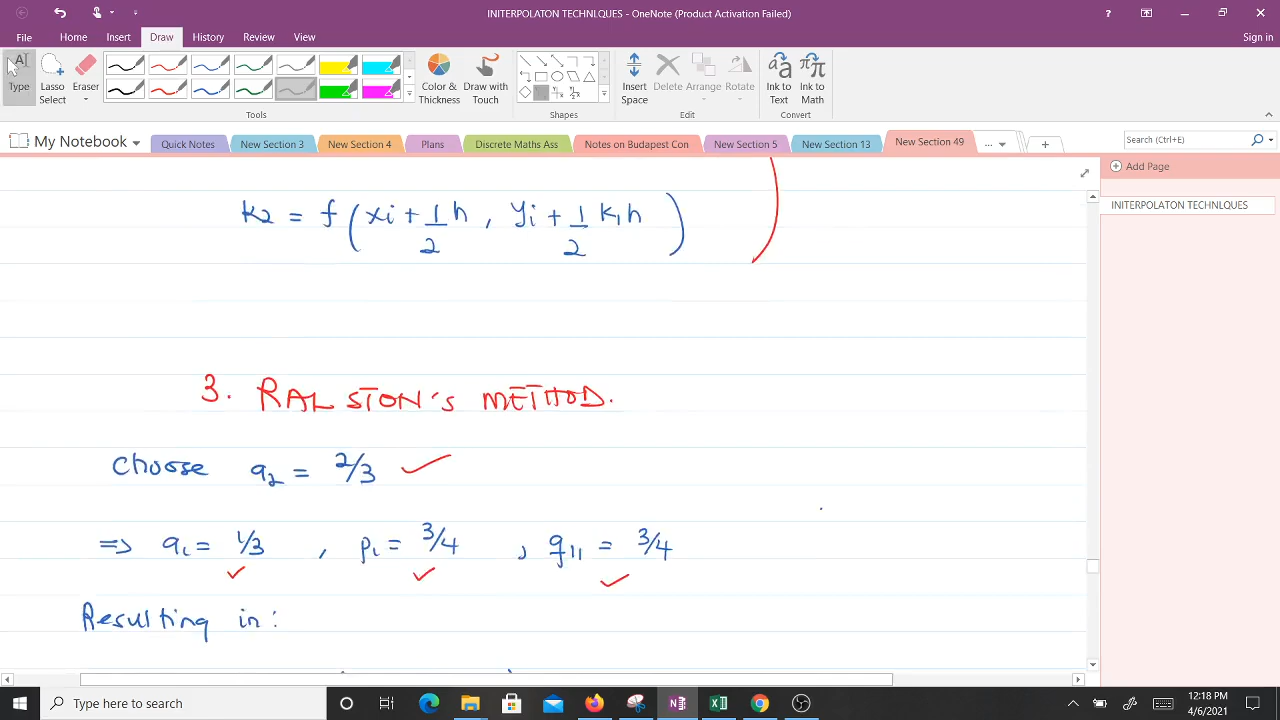 INITERPOLATON TECHNLQUES - OneNote (Product Activation Failed)
Sign in
File Home Insert Draw History Review View
Type
Lasso Select
Eraser
Color & Thickness
Draw with Touch
Insert Space
Delete
Arrange
Rotate
Ink to Text
Ink to Math
Tools
Shapes
Edit
Convert
My Notebook
Quick Notes
New Section 3
New Section 4
Plans
Discrete Maths Ass
Notes on Budapest Con
New Section 5
New Section 13
New Section 49
...
Search (Ctrl+E)
Add Page
INITERPOLATON TECHNLQUES
k2 = f(xi + 1/2 h, yi + 1/2 k1h)
3. RALSTON'S METHOD.
Choose a2 = 2/3
⇒ a1 = 1/3 , p1 = 3/4 , q11 = 3/4
Resulting in:
Type here to search
12:18 PM
4/6/2021